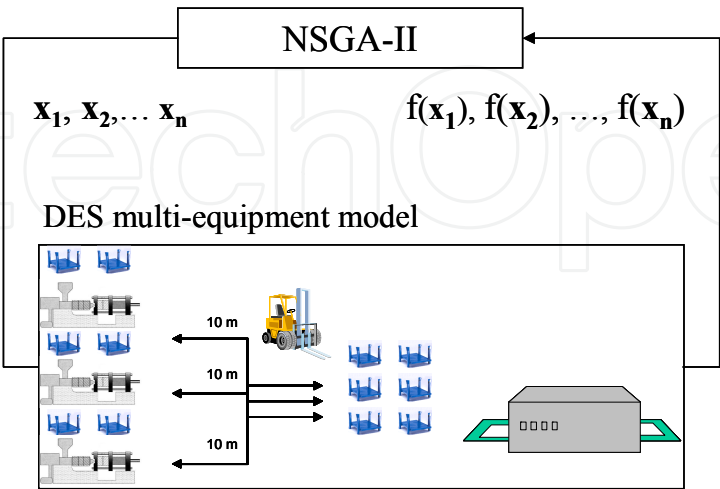 NSGA-II
x₁, x₂,... xₙ
f(x₁), f(x₂), ..., f(xₙ)
DES multi-equipment model
10 m
10 m
10 m